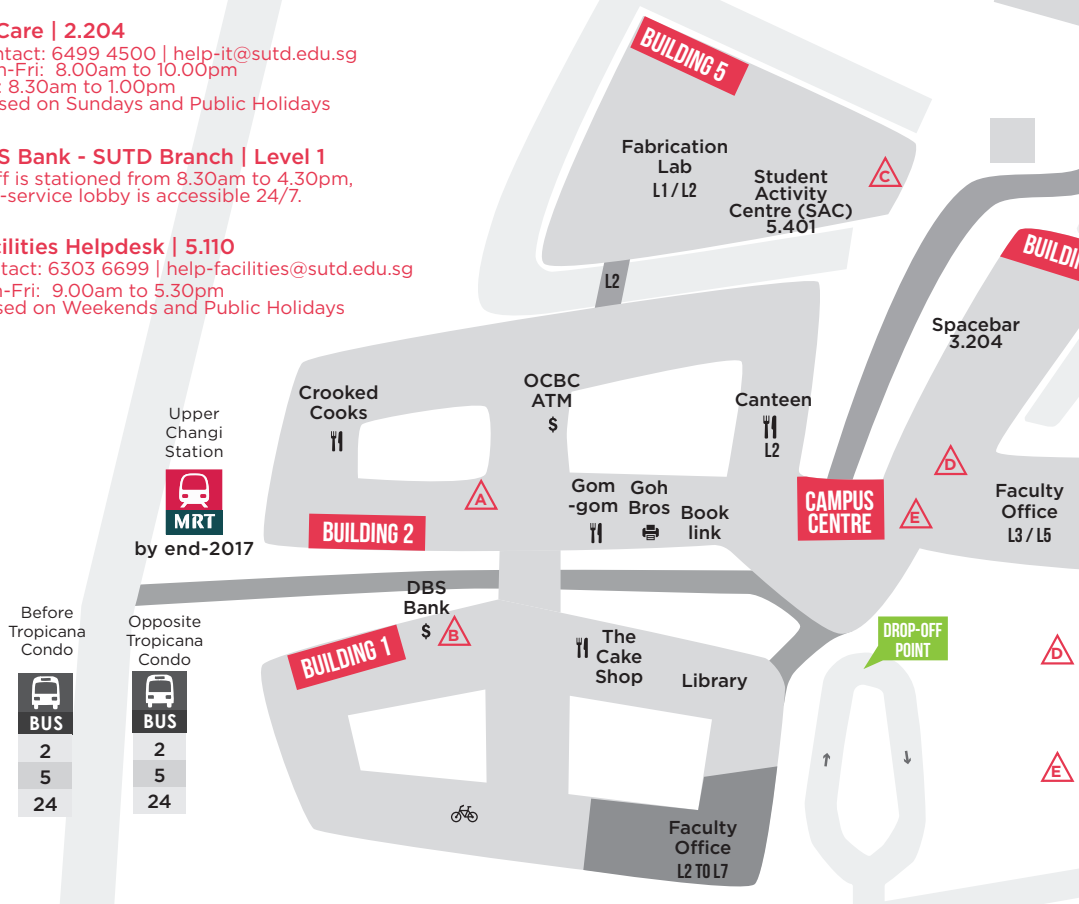 Care | 2.204
ntact: 6499 4500 | help-it@sutd.edu.sg
n-Fri: 8.00am to 10.00pm
: 8.30am to 1.00pm
sed on Sundays and Public Holidays
S Bank - SUTD Branch | Level 1
ff is stationed from 8.30am to 4.30pm,
-service lobby is accessible 24/7.
cilities Helpdesk | 5.110
tact: 6303 6699 | help-facilities@sutd.edu.sg
n-Fri: 9.00am to 5.30pm
sed on Weekends and Public Holidays
BUILDING 5
Fabrication
Lab
L1 / L2
Student
Activity
Centre (SAC)
5.401
C
L2
BUILDIN
Spacebar
3.204
Crooked
Cooks
OCBC
ATM
$
Canteen
L2
Upper
Changi
Station
MRT
by end-2017
A
BUILDING 2
Gom
-gom
Goh
Bros
Book
link
CAMPUS
CENTRE
D
E
Faculty
Office
L3 / L5
DBS
Bank
$
B
BUILDING 1
The
Cake
Shop
Library
DROP-OFF
POINT
D
E
Before
Tropicana
Condo
BUS
2
5
24
Opposite
Tropicana
Condo
BUS
2
5
24
Faculty
Office
L2 TO L7